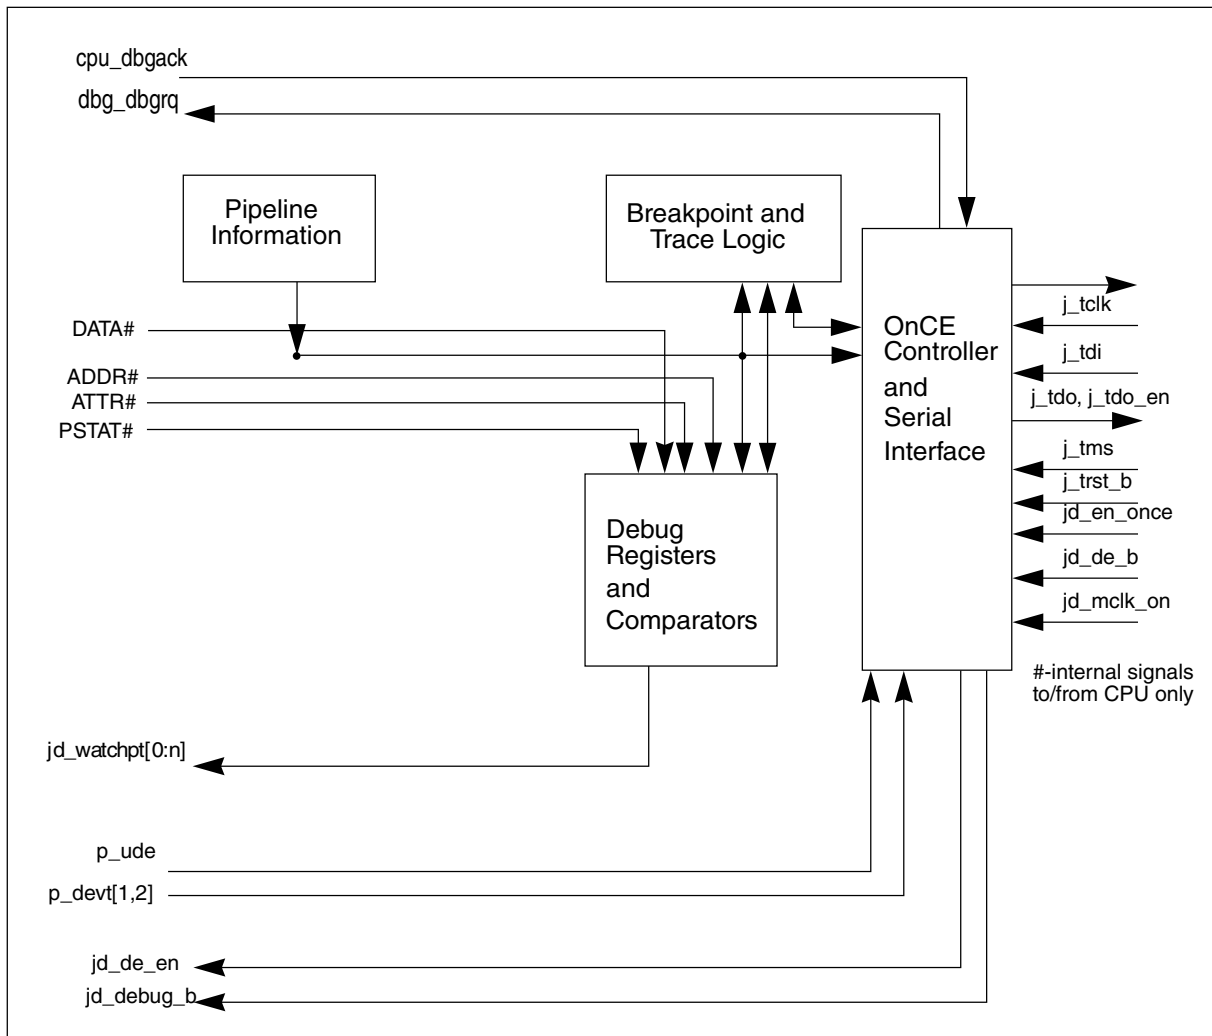 cpu_dbgack
dbg_dbgrq
Pipeline
Information
Breakpoint and
Trace Logic
DATA#
ADDR#
ATTR#
PSTAT#
OnCE
Controller
and
Serial
Interface
j_tclk
j_tdi
j_tdo, j_tdo_en
j_tms
j_trst_b
jd_en_once
jd_de_b
jd_mclk_on
Debug
Registers
and
Comparators
#-internal signals
to/from CPU only
jd_watchpt[0:n]
p_ude
p_devt[1,2]
jd_de_en
jd_debug_b